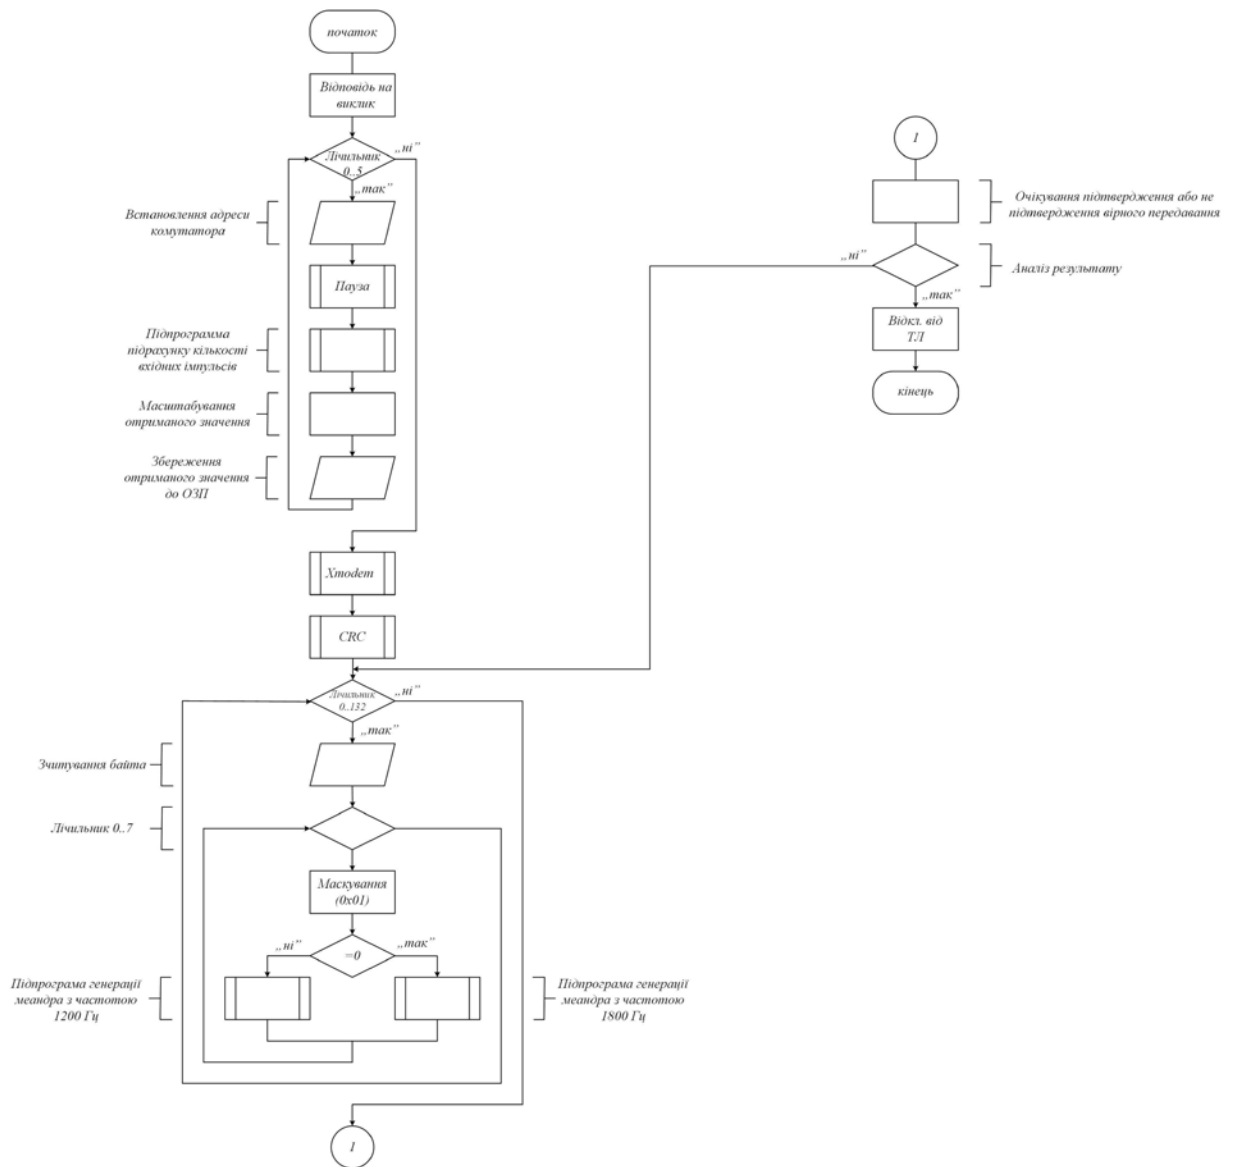 початок
Відповідь на
виклик
Лічильник
0..5
„ні”
„так”
Встановлення адреси
комутатора
Пауза
Підпрограмма
підрахунку кількості
вхідних імпульсів
Масштабування
отриманого значення
Збереження
отриманого значення
до ОЗП
Xmodem
CRC
Лічильник
0..132
„ні”
„так”
Зчитування байта
Лічильник 0..7
Маскування
(0x01)
=0
„ні”
„так”
Підпрограма генерації
меандра з частотою
1200 Гц
Підпрограма генерації
меандра з частотою
1800 Гц
1
1
Очікування підтвердження або не
підтвердження вірного передавання
„ні”
Аналіз результату
„так”
Відкл. від
ТЛ
кінець